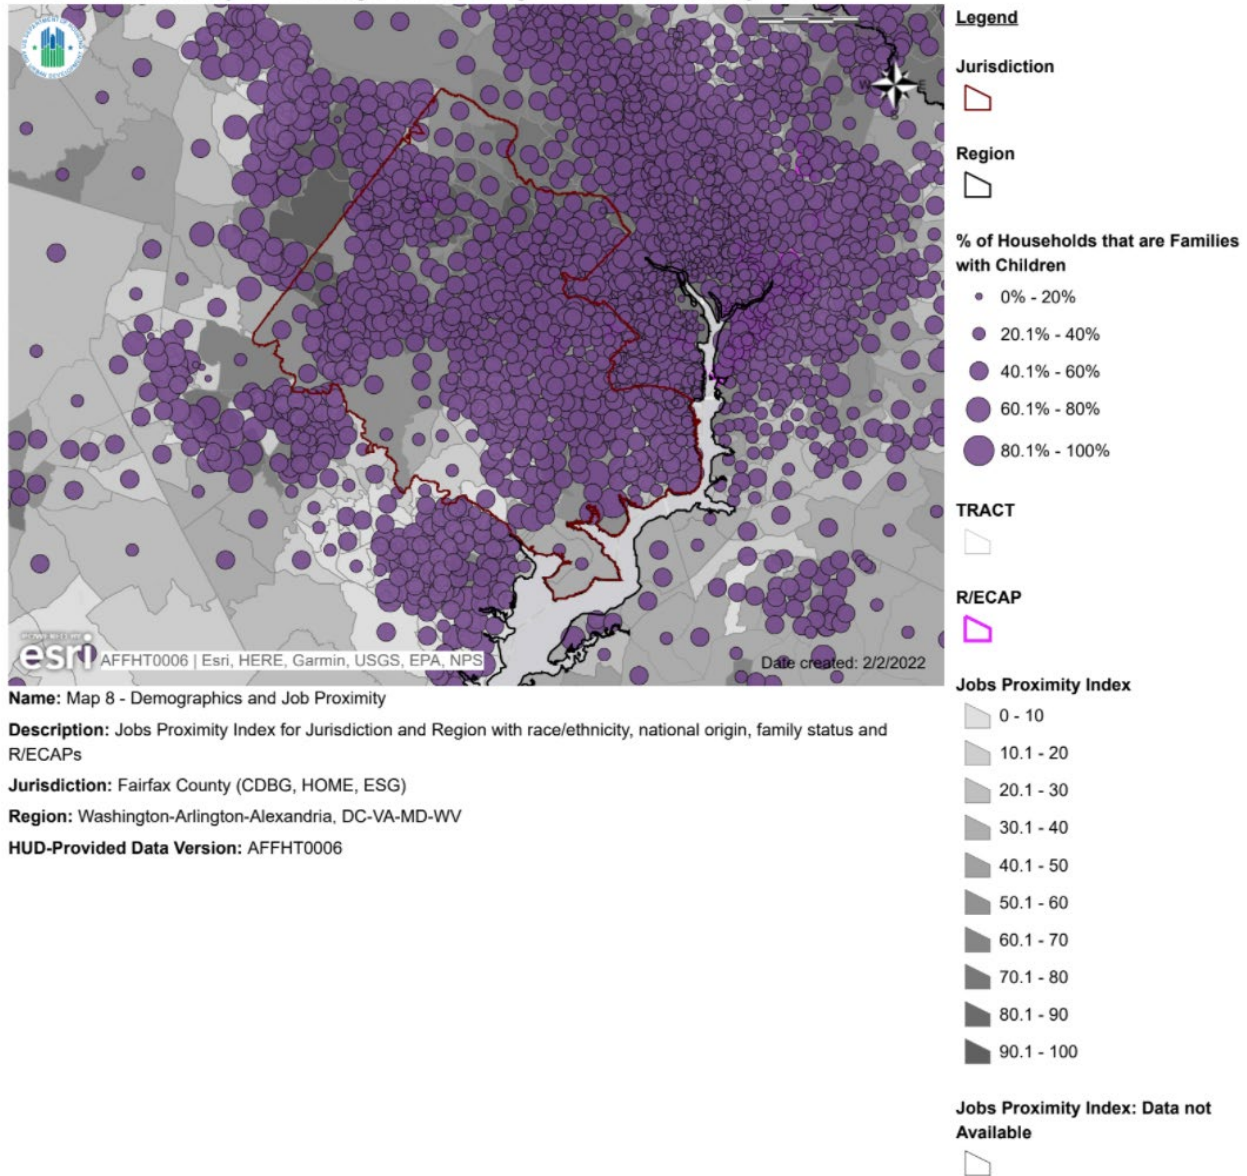 W
E
S
esri
AFFHT0006 | Esri, HERE, Garmin, USGS, EPA, NPS
Date created: 2/2/2022
Name: Map 8 - Demographics and Job Proximity
Description: Jobs Proximity Index for Jurisdiction and Region with race/ethnicity, national origin, family status and
R/ECAPs
Jurisdiction: Fairfax County (CDBG, HOME, ESG)
Region: Washington-Arlington-Alexandria, DC-VA-MD-WV
HUD-Provided Data Version: AFFHT0006
Legend
Jurisdiction
Region
% of Households that are Families
with Children
0% - 20%
20.1% - 40%
40.1% - 60%
60.1% - 80%
80.1% - 100%
TRACT
R/ECAP
Jobs Proximity Index
0 - 10
10.1 - 20
20.1 - 30
30.1 - 40
40.1 - 50
50.1 - 60
60.1 - 70
70.1 - 80
80.1 - 90
90.1 - 100
Jobs Proximity Index: Data not
Available